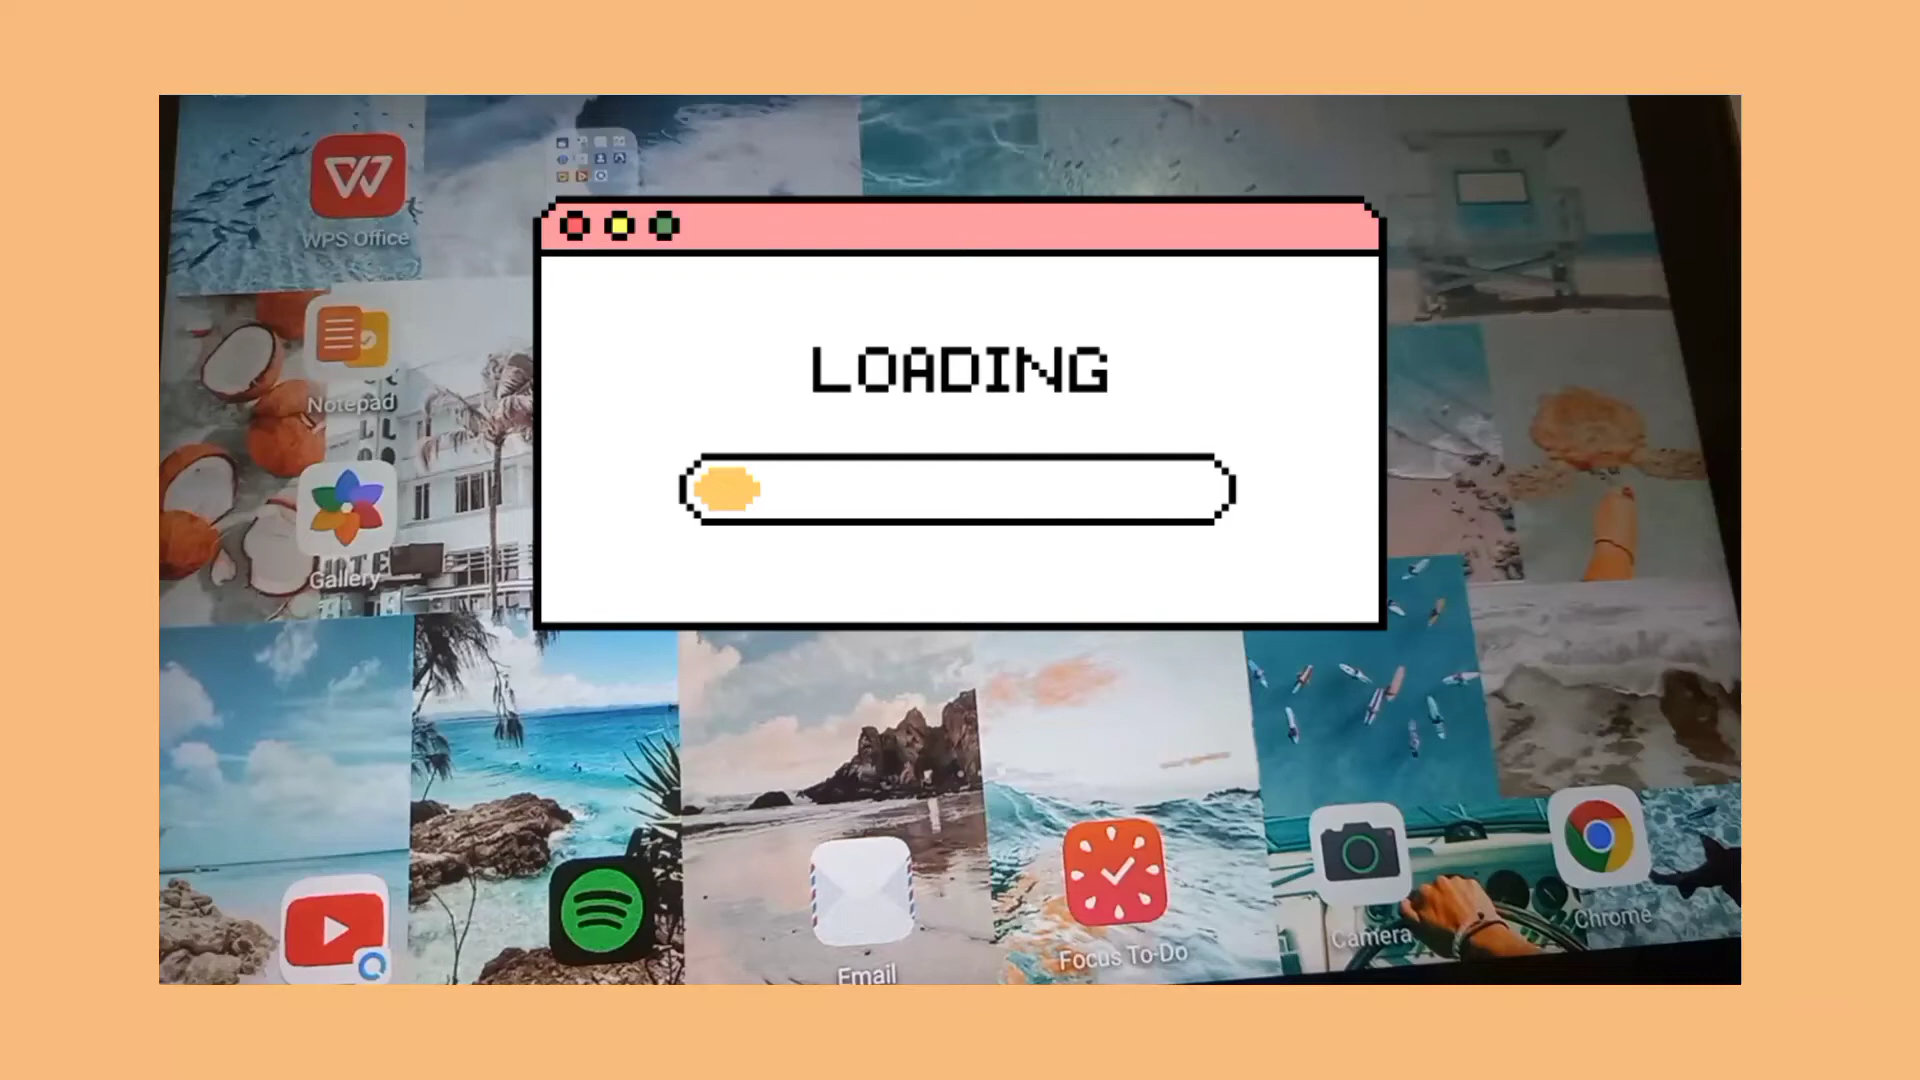 WPS Office
LOADING
Notepad
Gallery
Email
Focus To-Do
Camera
Chrome